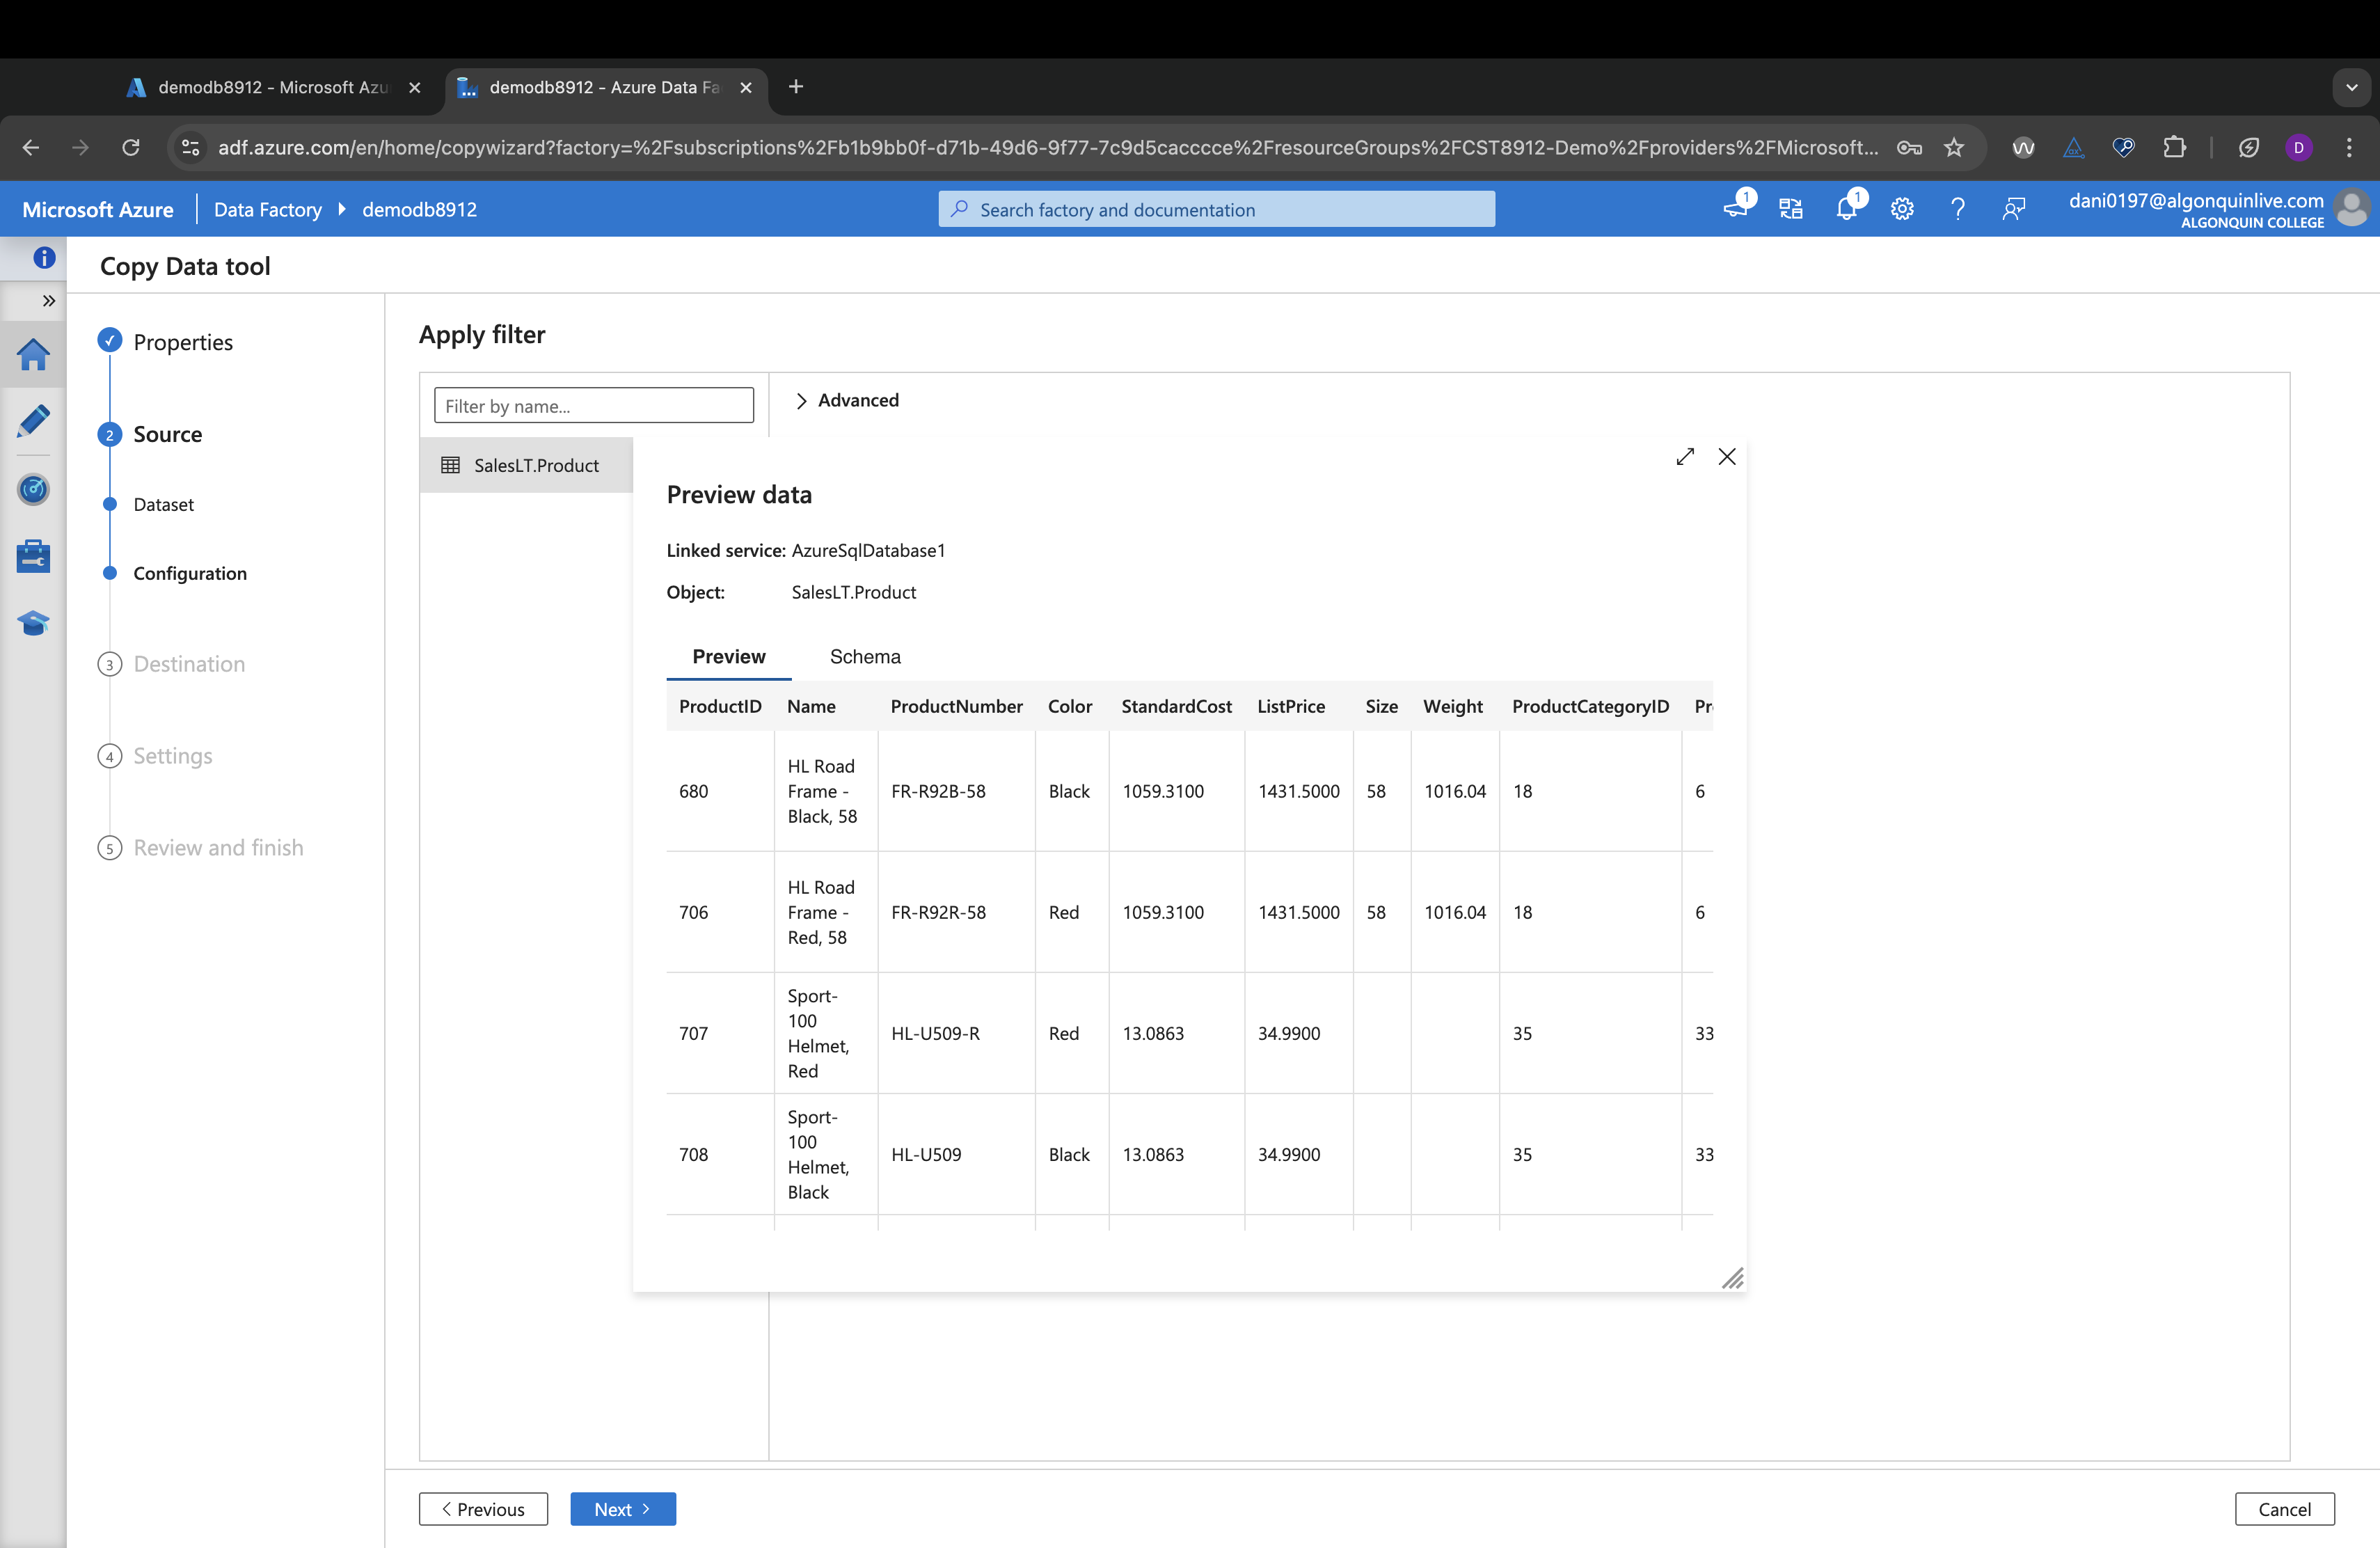 demodb8912 - Microsoft Azu
demodb8912 - Azure Data Fa
adf.azure.com/en/home/copywizard?factory=%2Fsubscriptions%2Fb1b9bb0f-d71b-49d6-9f77-7c9d5cacccce%2FresourceGroups%2FCST8912-Demo%2Fproviders%2FMicrosoft...
D
Microsoft Azure
Data Factory
demodb8912
Search factory and documentation
1
1
dani0197@algonquinlive.com
ALGONQUIN COLLEGE
Copy Data tool
Properties
2 Source
Dataset
Configuration
3 Destination
4 Settings
5 Review and finish
Apply filter
Filter by name...
Advanced
SalesLT.Product
Preview data
Linked service: AzureSqlDatabase1
Object: SalesLT.Product
Preview Schema
ProductID Name ProductNumber Color StandardCost ListPrice Size Weight ProductCategoryID Pr
680 HL Road Frame - Black, 58 FR-R92B-58 Black 1059.3100 1431.5000 58 1016.04 18 6
706 HL Road Frame - Red, 58 FR-R92R-58 Red 1059.3100 1431.5000 58 1016.04 18 6
707 Sport-100 Helmet, Red HL-U509-R Red 13.0863 34.9900 35 33
708 Sport-100 Helmet, Black HL-U509 Black 13.0863 34.9900 35 33
Previous
Next
Cancel